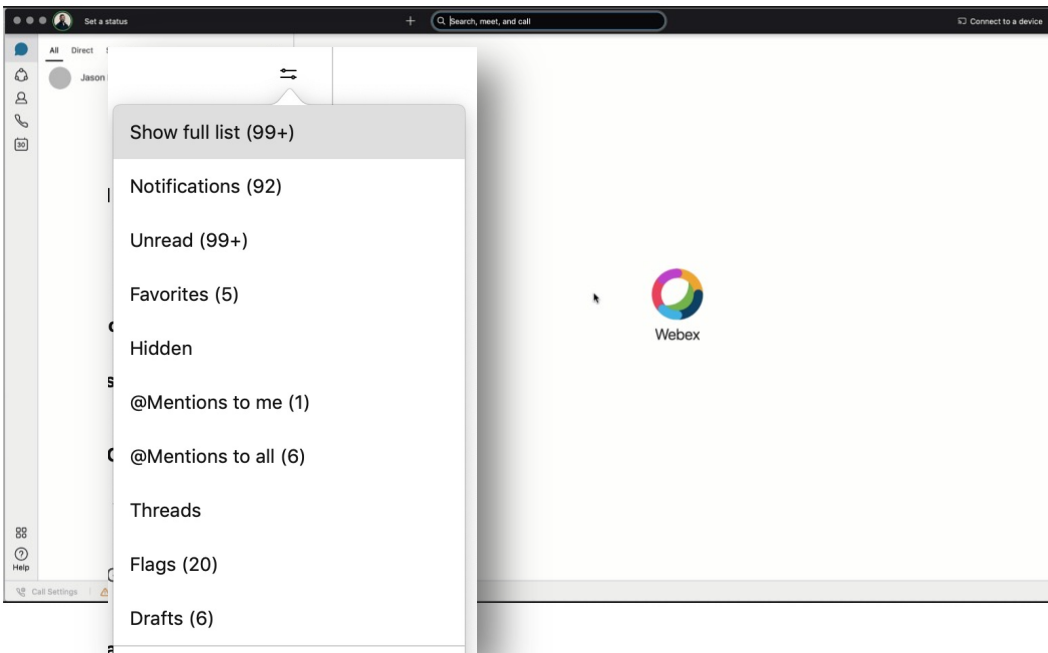 Set a status
Search, meet, and call
Connect to a device
All Direct
Jason
30
Show full list (99+)
Notifications (92)
Unread (99+)
Favorites (5)
Hidden
@Mentions to me (1)
@Mentions to all (6)
Threads
Flags (20)
Drafts (6)
Webex
Help
Call Settings